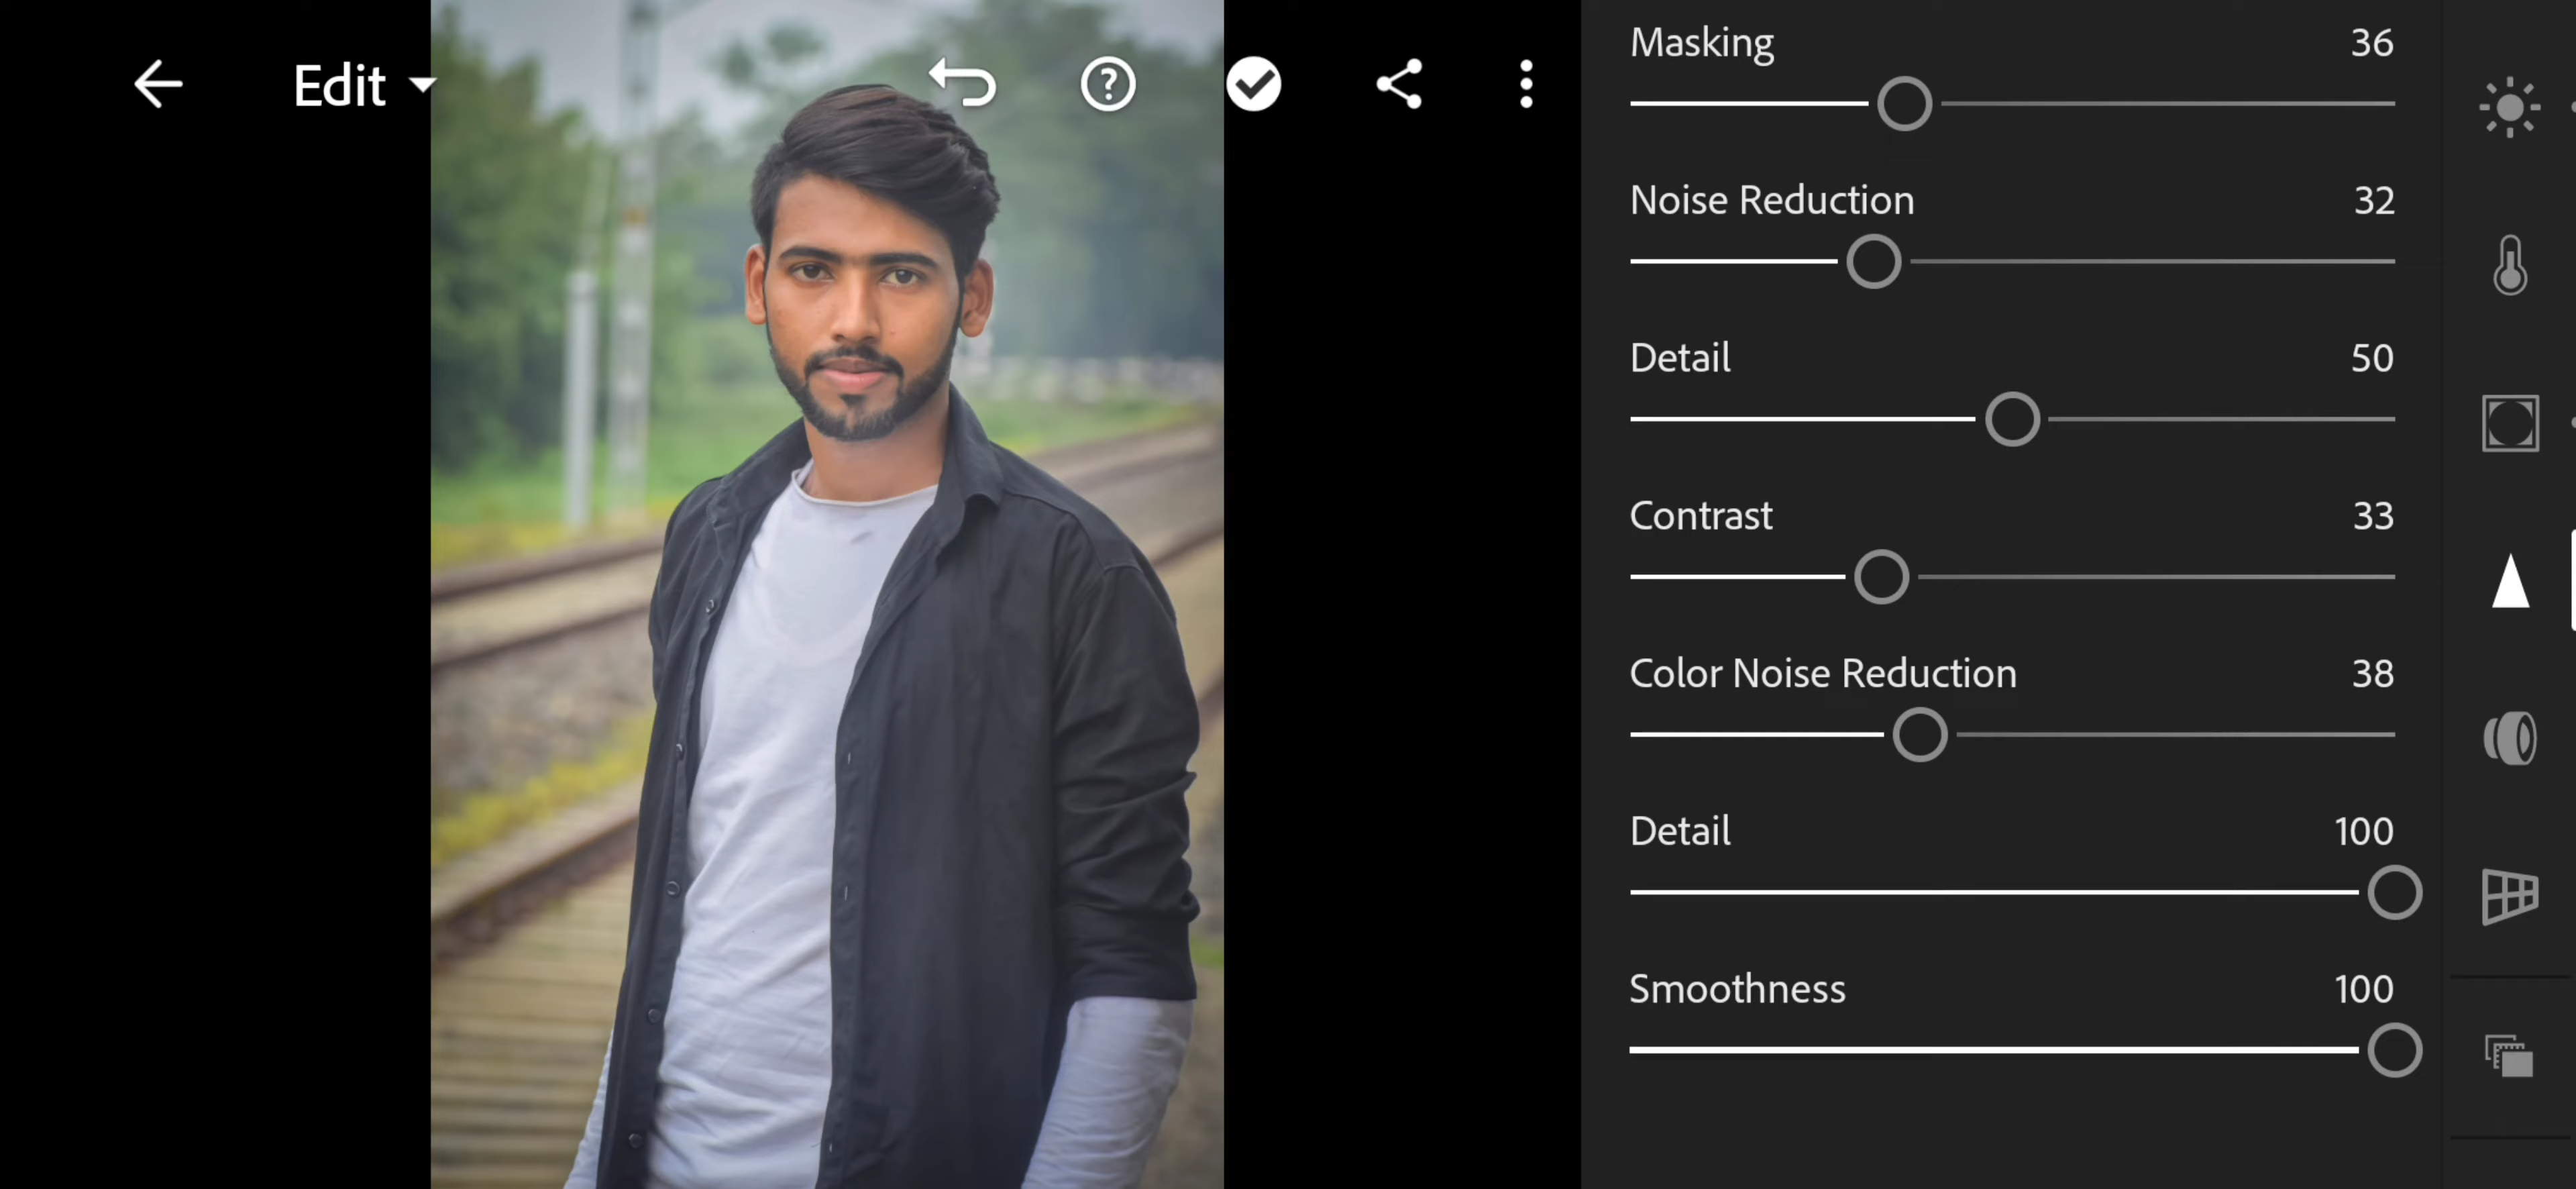 Edit
Masking 36
Noise Reduction 32
Detail 50
Contrast 33
Color Noise Reduction 38
Detail 100
Smoothness 100